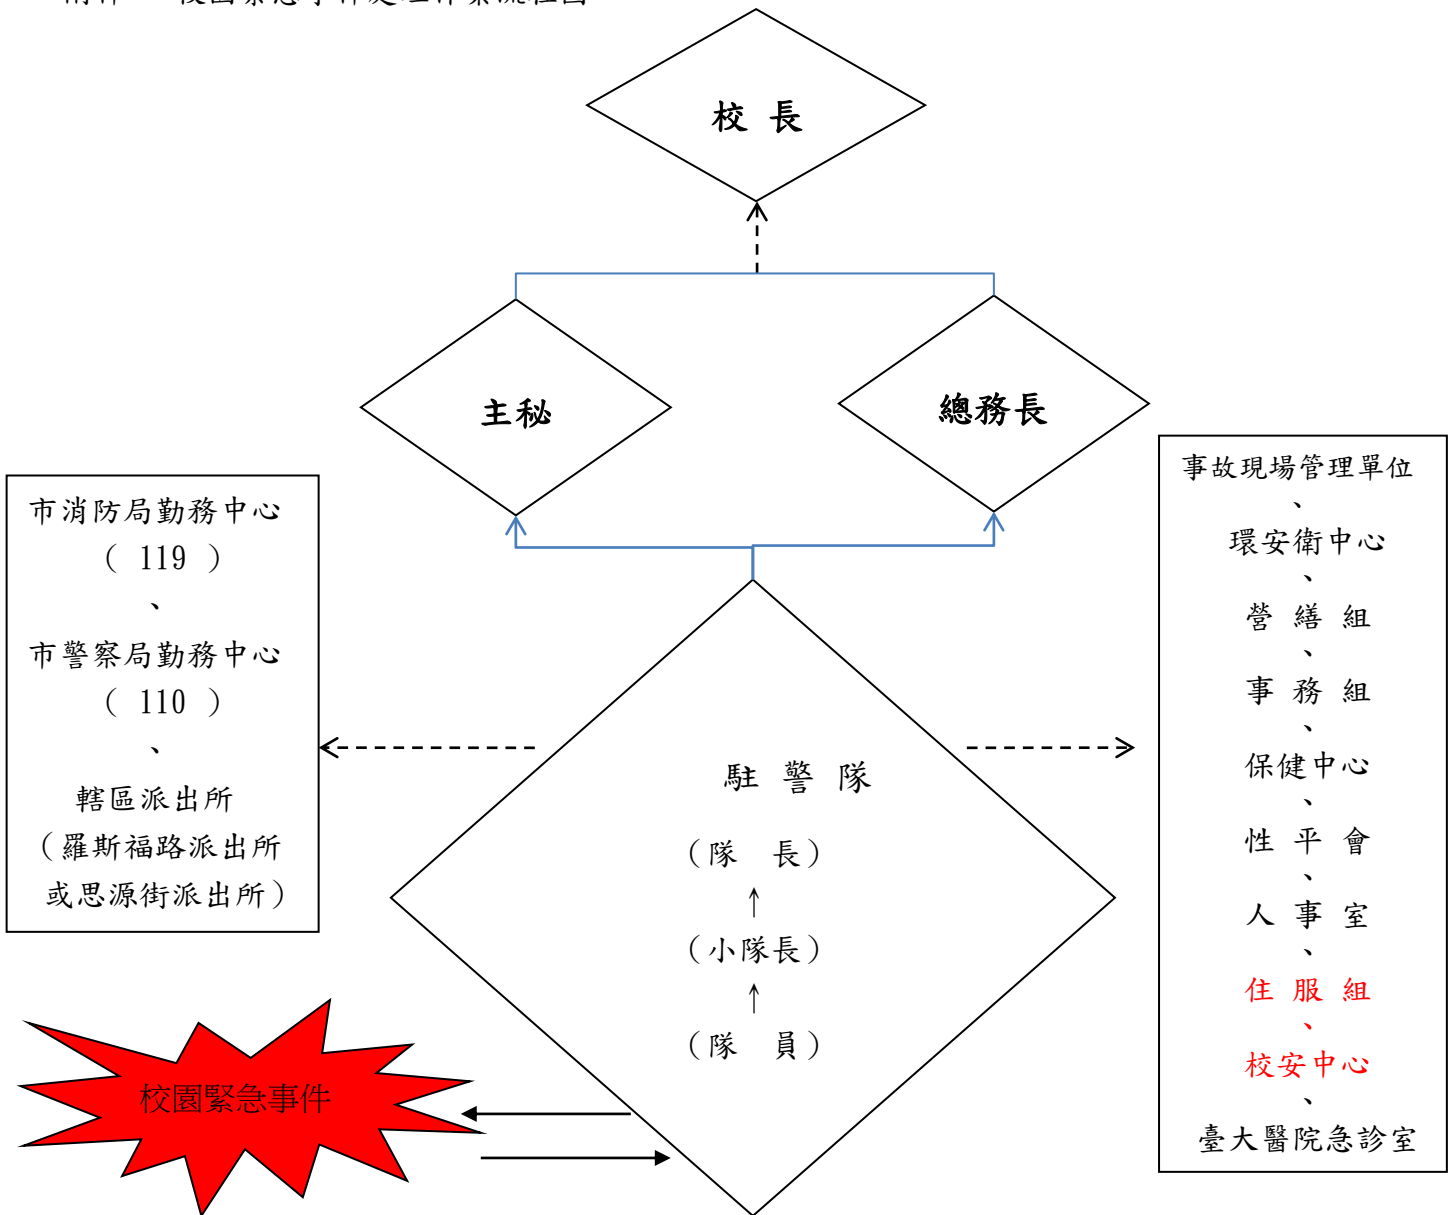 校 長
主秘
總務長
市消防局勤務中心
( 119 )
、
市警察局勤務中心
( 110 )
、
轄區派出所
(羅斯福路派出所
或思源街派出所)
事故現場管理單位
、
環安衛中心
、
營 繕 組
、
事 務 組
、
保健中心
、
性 平 會
、
人 事 室
、
住 服 組
、
校安中心
、
臺大醫院急診室
駐 警 隊
(隊 長)
↑
(小隊長)
↑
(隊 員)
校園緊急事件